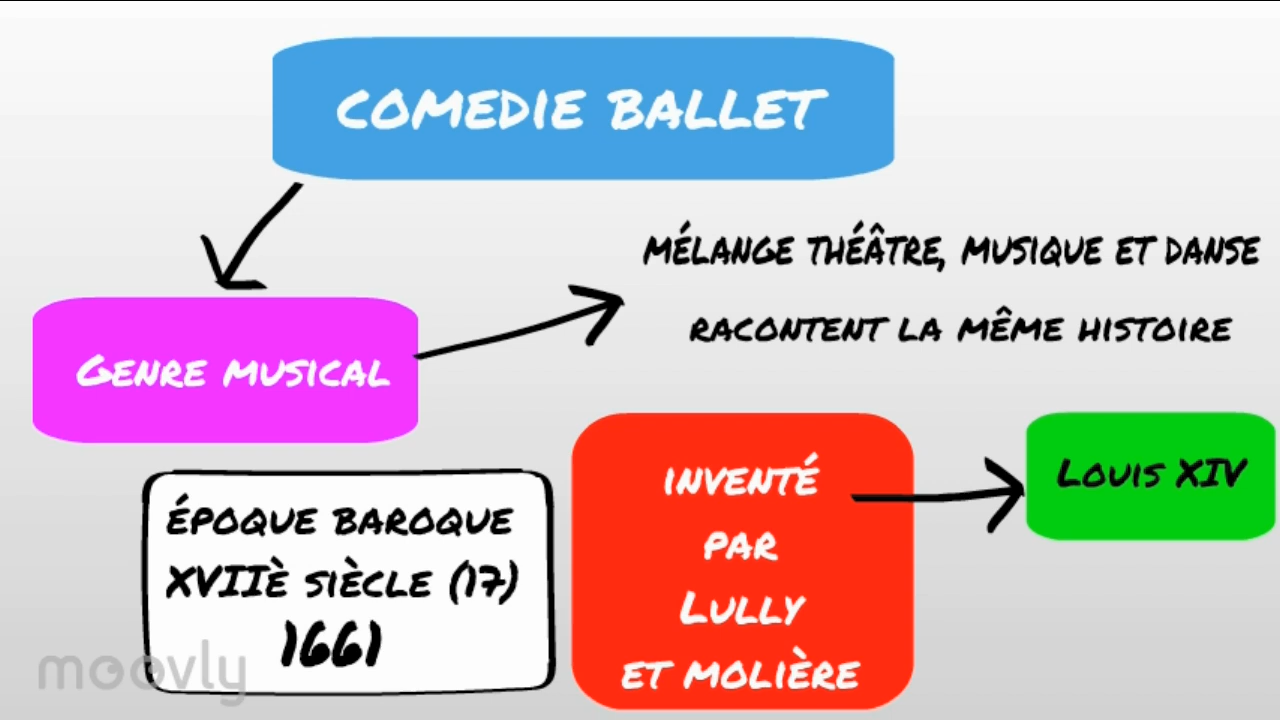 COMEDIE BALLET
MÉLANGE THÉÂTRE, MUSIQUE ET DANSE
RACONTENT LA MÊME HISTOIRE
GENRE MUSICAL
INVENTÉ
PAR
LULLY
ET MOLIÈRE
LOUIS XIV
ÉPOQUE BAROQUE
XVIIÈ SIÈCLE (17)
1661
moovly